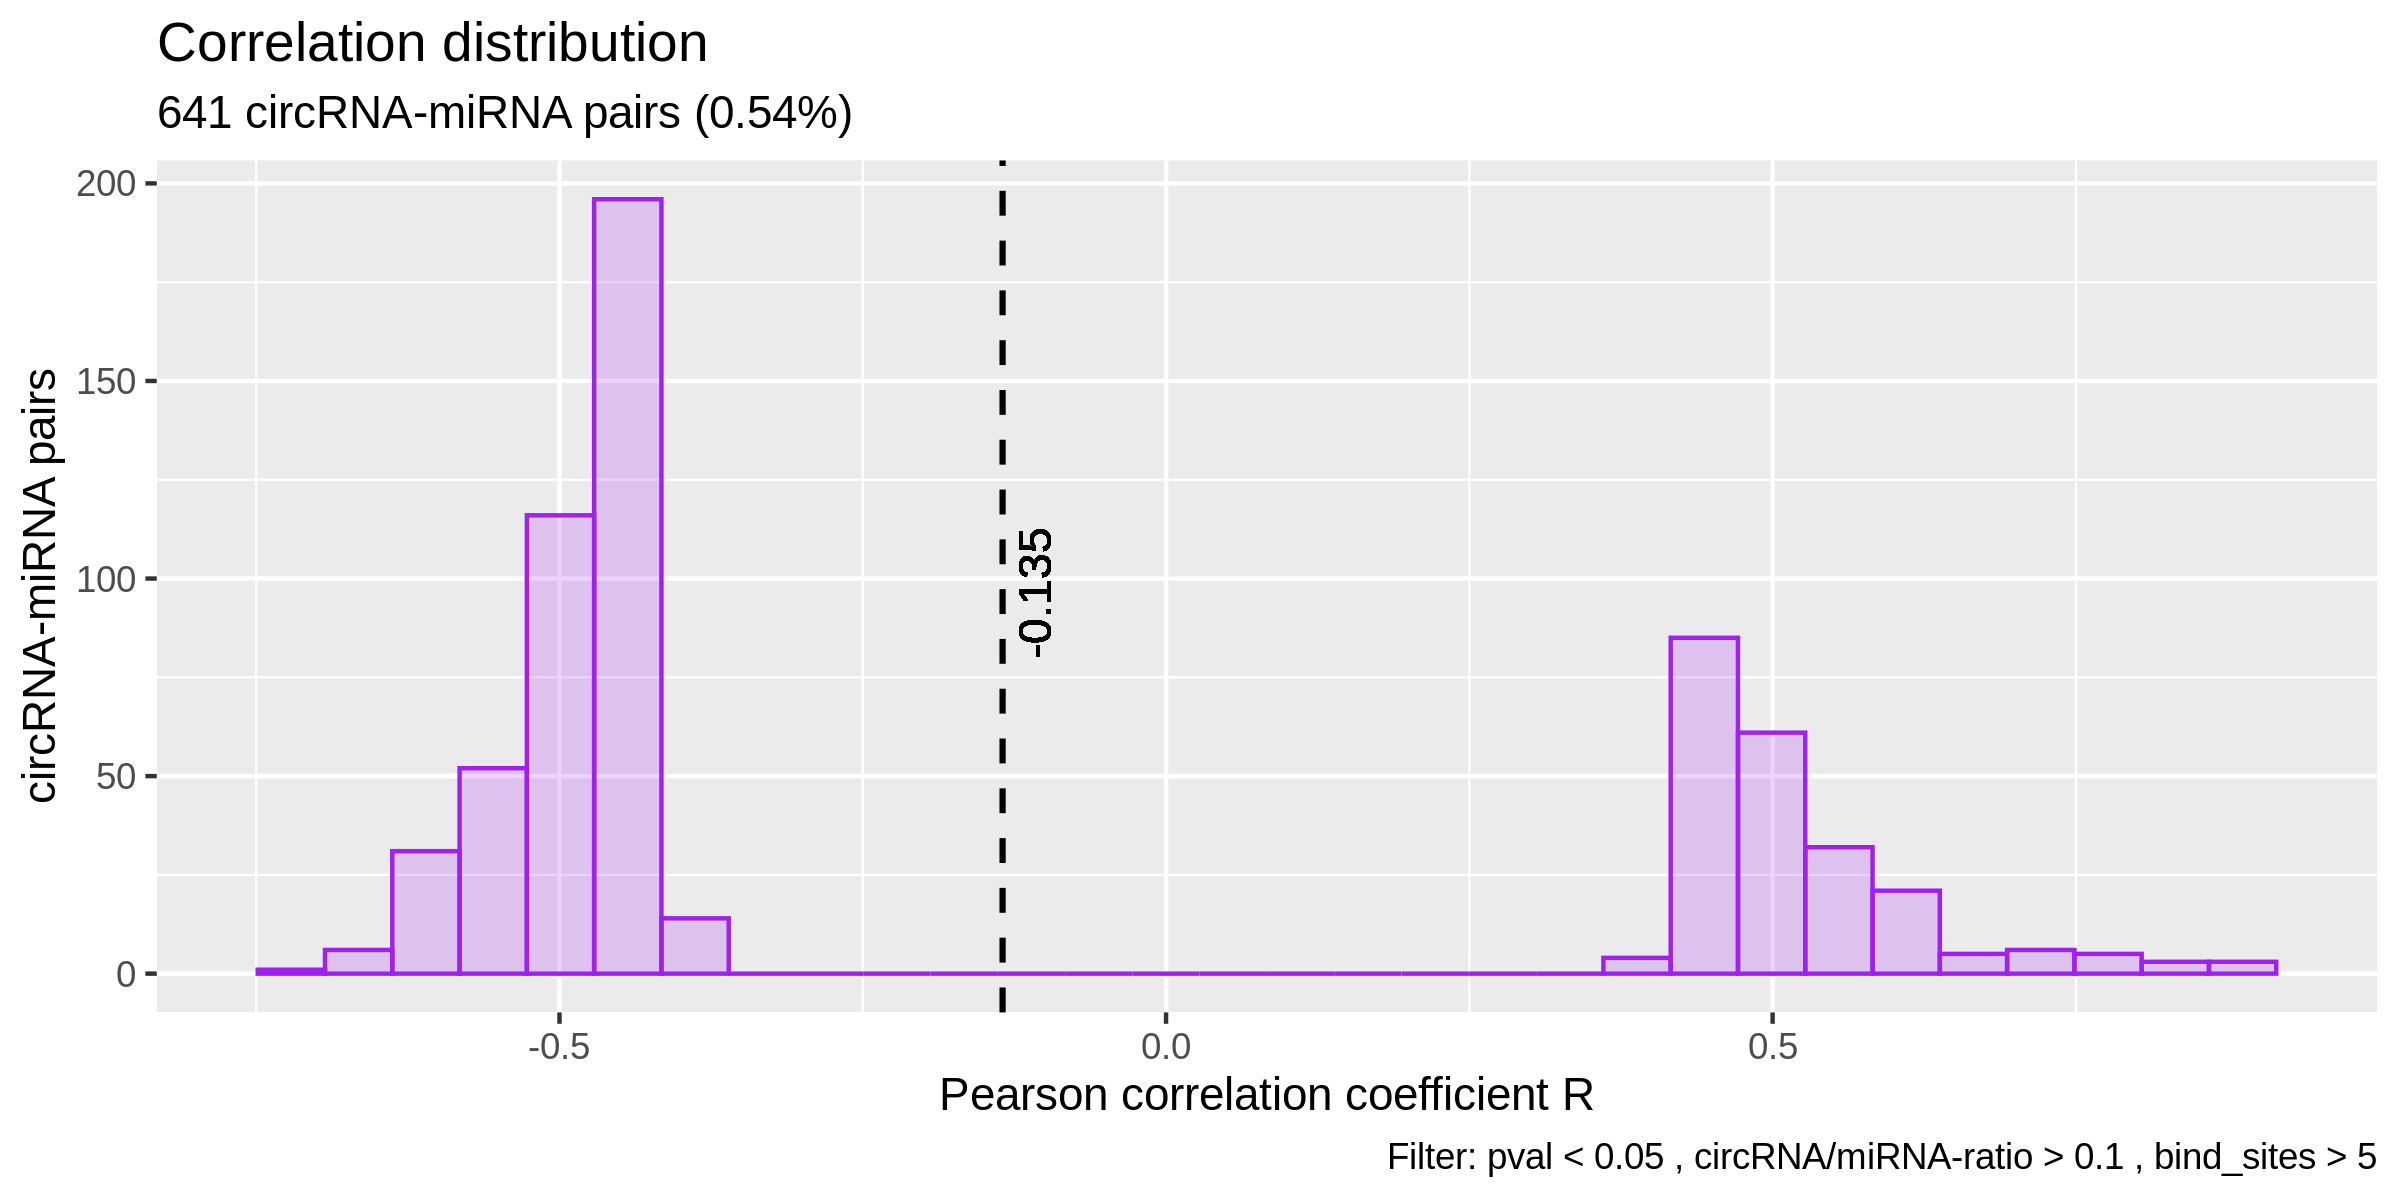 Correlation distribution
641 circRNA-miRNA pairs (0.54%)
circRNA-miRNA pairs
200
150
100
50
0
-0.135
-0.5
0.0
0.5
Pearson correlation coefficient R
Filter: pval < 0.05 , circRNA/miRNA-ratio > 0.1 , bind_sites > 5